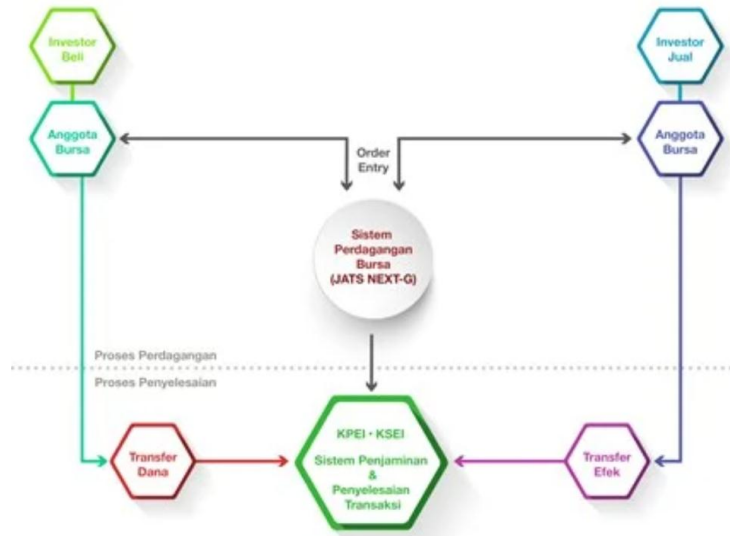 Investor
Beli
Investor
Jual
Anggota
Bursa
Anggota
Bursa
Order
Entry
Sistem
Perdagangan
Bursa
(JATS NEXT-G)
Proses Perdagangan
Proses Penyelesaian
Transfer
Dana
KPEI • KSEI
Sistem Penjaminan
&
Penyelesaian
Transaksi
Transfer
Efek